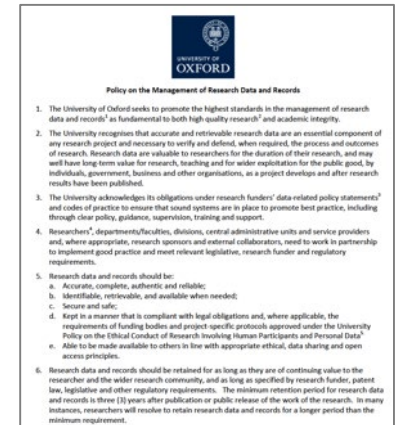 UNIVERSITY OF
OXFORD
Policy on the Management of Research Data and Records
1. The University of Oxford seeks to promote the highest standards in the management of research
data and records¹ as fundamental to both high quality research² and academic integrity.
2. The University recognises that accurate and retrievable research data are an essential component of
any research project and necessary to verify and defend, when required, the process and outcomes
of research. Research data are valuable to researchers for the duration of their research, and may
well have long-term value for research, teaching and for wider exploitation for the public good, by
individuals, government, business and other organisations, as a project develops and after research
results have been published.
3. The University acknowledges its obligations under research funders' data-related policy statements³
and codes of practice to ensure that sound systems are in place to promote best practice, including
through clear policy, guidance, supervision, training and support.
4. Researchers⁴, departments/faculties, divisions, central administrative units and service providers
and, where appropriate, research sponsors and external collaborators, need to work in partnership
to implement good practice and meet relevant legislative, research funder and regulatory
requirements.
5. Research data and records should be:
a. Accurate, complete, authentic and reliable;
b. Identifiable, retrievable, and available when needed;
c. Secure and safe;
d. Kept in a manner that is compliant with legal obligations and, where applicable, the
requirements of funding bodies and project-specific protocols approved under the University
Policy on the Ethical Conduct of Research Involving Human Participants and Personal Data⁵
e. Able to be made available to others in line with appropriate ethical, data sharing and open
access principles.
6. Research data and records should be retained for as long as they are of continuing value to the
researcher and the wider research community, and as long as specified by research funder, patent
law, legislative and other regulatory requirements. The minimum retention period for research data
and records is three (3) years after publication or public release of the work of the research. In many
instances, researchers will resolve to retain research data and records for a longer period than the
minimum requirement.